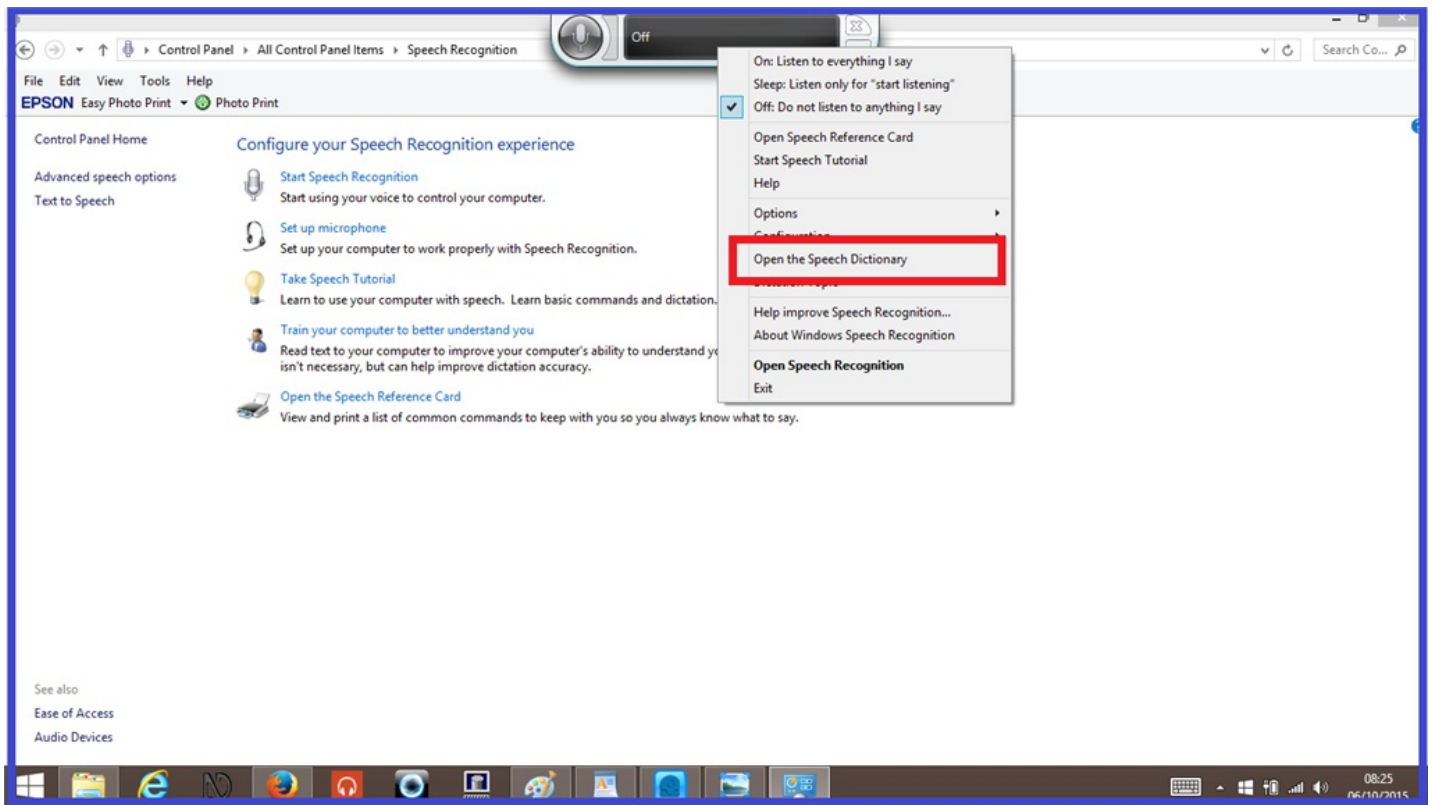 Off
Control Panel All Control Panel Items Speech Recognition
Search Co...
File Edit View Tools Help
EPSON Easy Photo Print Photo Print
On: Listen to everything I say
Sleep: Listen only for “start listening”
Off: Do not listen to anything I say
Open Speech Reference Card
Start Speech Tutorial
Help
Options
Configuration
Open the Speech Dictionary
Dictation Topic
Help improve Speech Recognition...
About Windows Speech Recognition
Open Speech Recognition
Exit
Control Panel Home
Advanced speech options
Text to Speech
Configure your Speech Recognition experience
Start Speech Recognition
Start using your voice to control your computer.
Set up microphone
Set up your computer to work properly with Speech Recognition.
Take Speech Tutorial
Learn to use your computer with speech. Learn basic commands and dictation.
Train your computer to better understand you
Read text to your computer to improve your computer's ability to understand
isn't necessary, but can help improve dictation accuracy.
Open the Speech Reference Card
View and print a list of common commands to keep with you so you always know what to say.
See also
Ease of Access
Audio Devices
08:25
06/10/2015